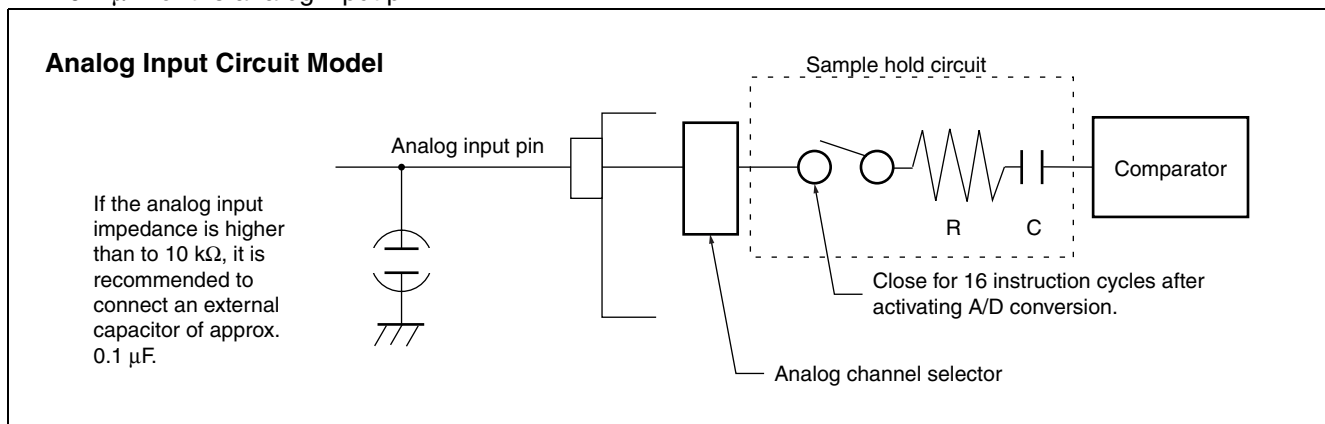 Analog Input Circuit Model
Sample hold circuit
Analog input pin
Comparator
If the analog input
impedance is higher
than to 10 kΩ, it is
recommended to
connect an external
capacitor of approx.
0.1 μF.
R C
Close for 16 instruction cycles after
activating A/D conversion.
Analog channel selector